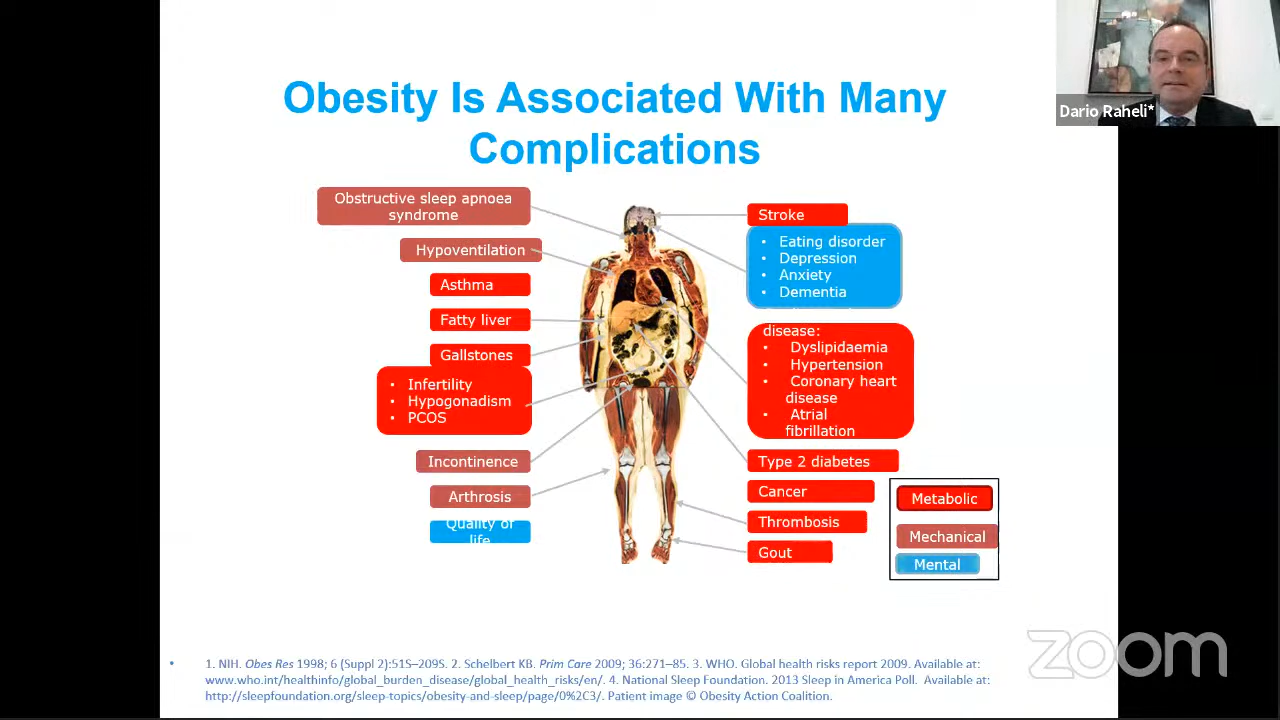 Dario Raheli*
Obesity Is Associated With Many
Complications
Obstructive sleep apnoea
syndrome
Hypoventilation
Asthma
Fatty liver
Gallstones
• Infertility
• Hypogonadism
• PCOS
Incontinence
Arthrosis
Quality of
life
Stroke
• Eating disorder
• Depression
• Anxiety
• Dementia
disease:
• Dyslipidaemia
• Hypertension
• Coronary heart
disease
• Atrial
fibrillation
Type 2 diabetes
Cancer
Thrombosis
Gout
Metabolic
Mechanical
Mental
• 1. NIH. Obes Res 1998; 6 (Suppl 2):51S–209S. 2. Schelbert KB. Prim Care 2009; 36:271–85. 3. WHO. Global health risks report 2009. Available at:
www.who.int/healthinfo/global_burden_disease/global_health_risks/en/. 4. National Sleep Foundation. 2013 Sleep in America Poll. Available at:
http://sleepfoundation.org/sleep-topics/obesity-and-sleep/page/0%2C3/. Patient image © Obesity Action Coalition.
zoom